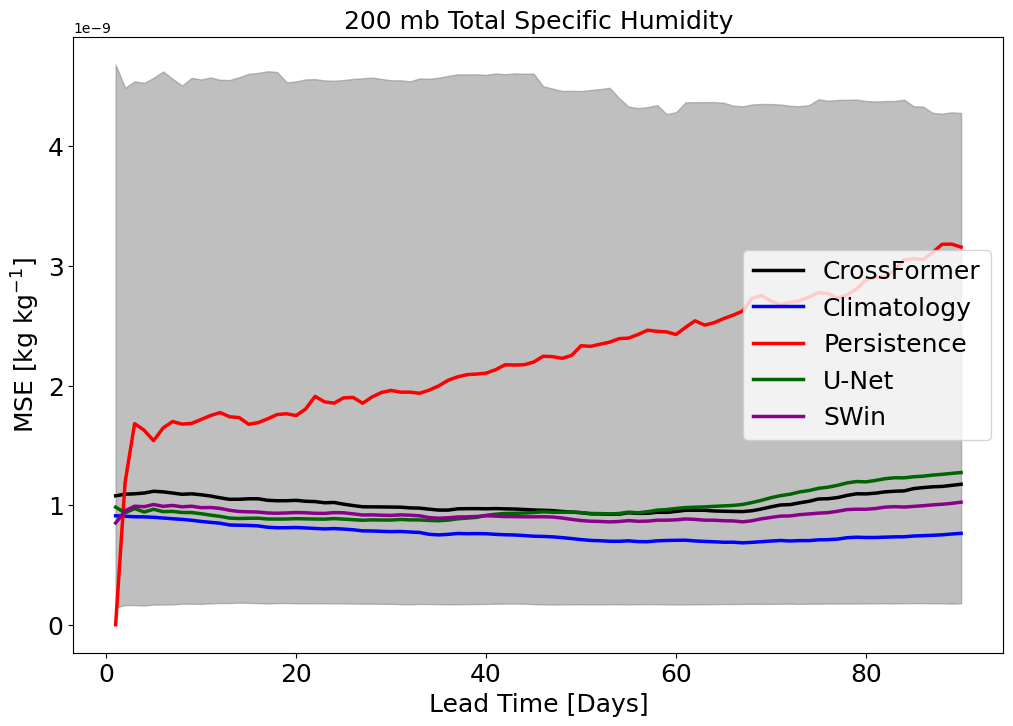 200 mb Total Specific Humidity
1e−9
MSE [kg kg⁻¹]
4
3
2
1
0
CrossFormer
Climatology
Persistence
U-Net
SWin
0 20 40 60 80
Lead Time [Days]